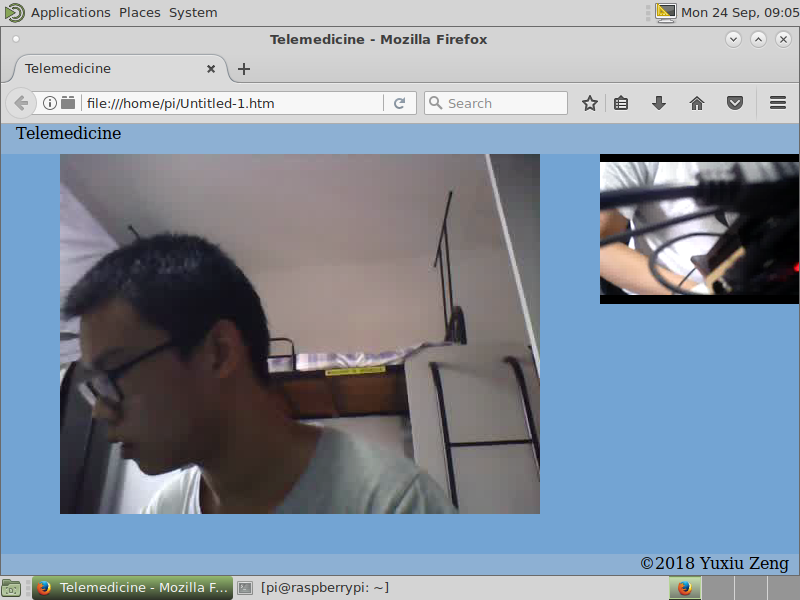 Applications Places System
Mon 24 Sep, 09:05
Telemedicine - Mozilla Firefox
Telemedicine
file:///home/pi/Untitled-1.htm
Search
Telemedicine
©2018 Yuxiu Zeng
Telemedicine - Mozilla F...
[pi@raspberrypi: ~]